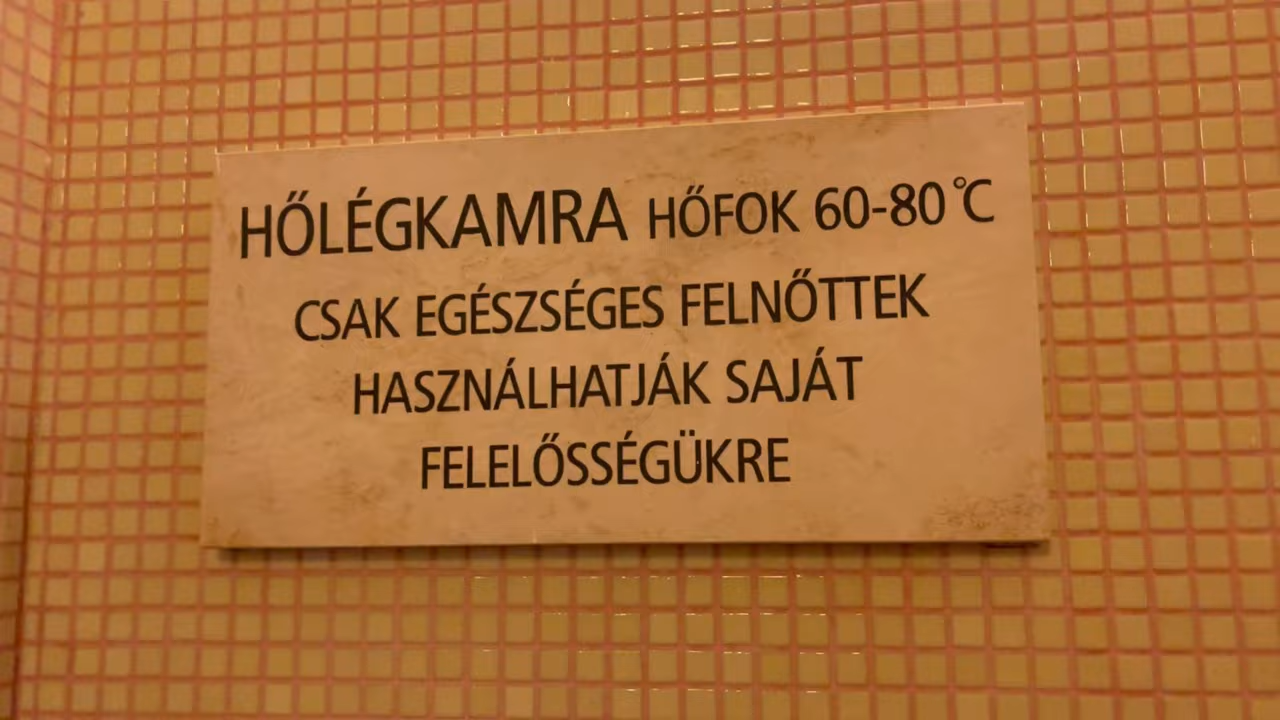 HŐLÉGKAMRA HŐFOK 60-80 ℃
CSAK EGÉSZSÉGES FELNŐTTEK
HASZNÁLHATJÁK SAJÁT
FELELŐSSÉGÜKRE